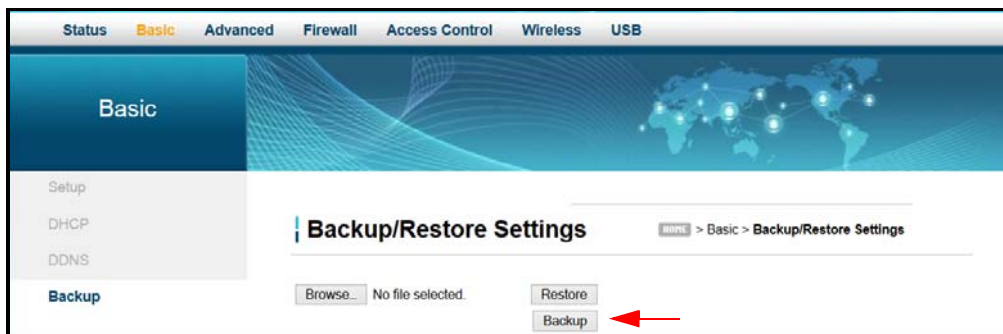 Status Basic Advanced Firewall Access Control Wireless USB
Basic
Setup
DHCP
DDNS
Backup
Backup/Restore Settings
HOME > Basic > Backup/Restore Settings
Browse... No file selected. Restore
Backup